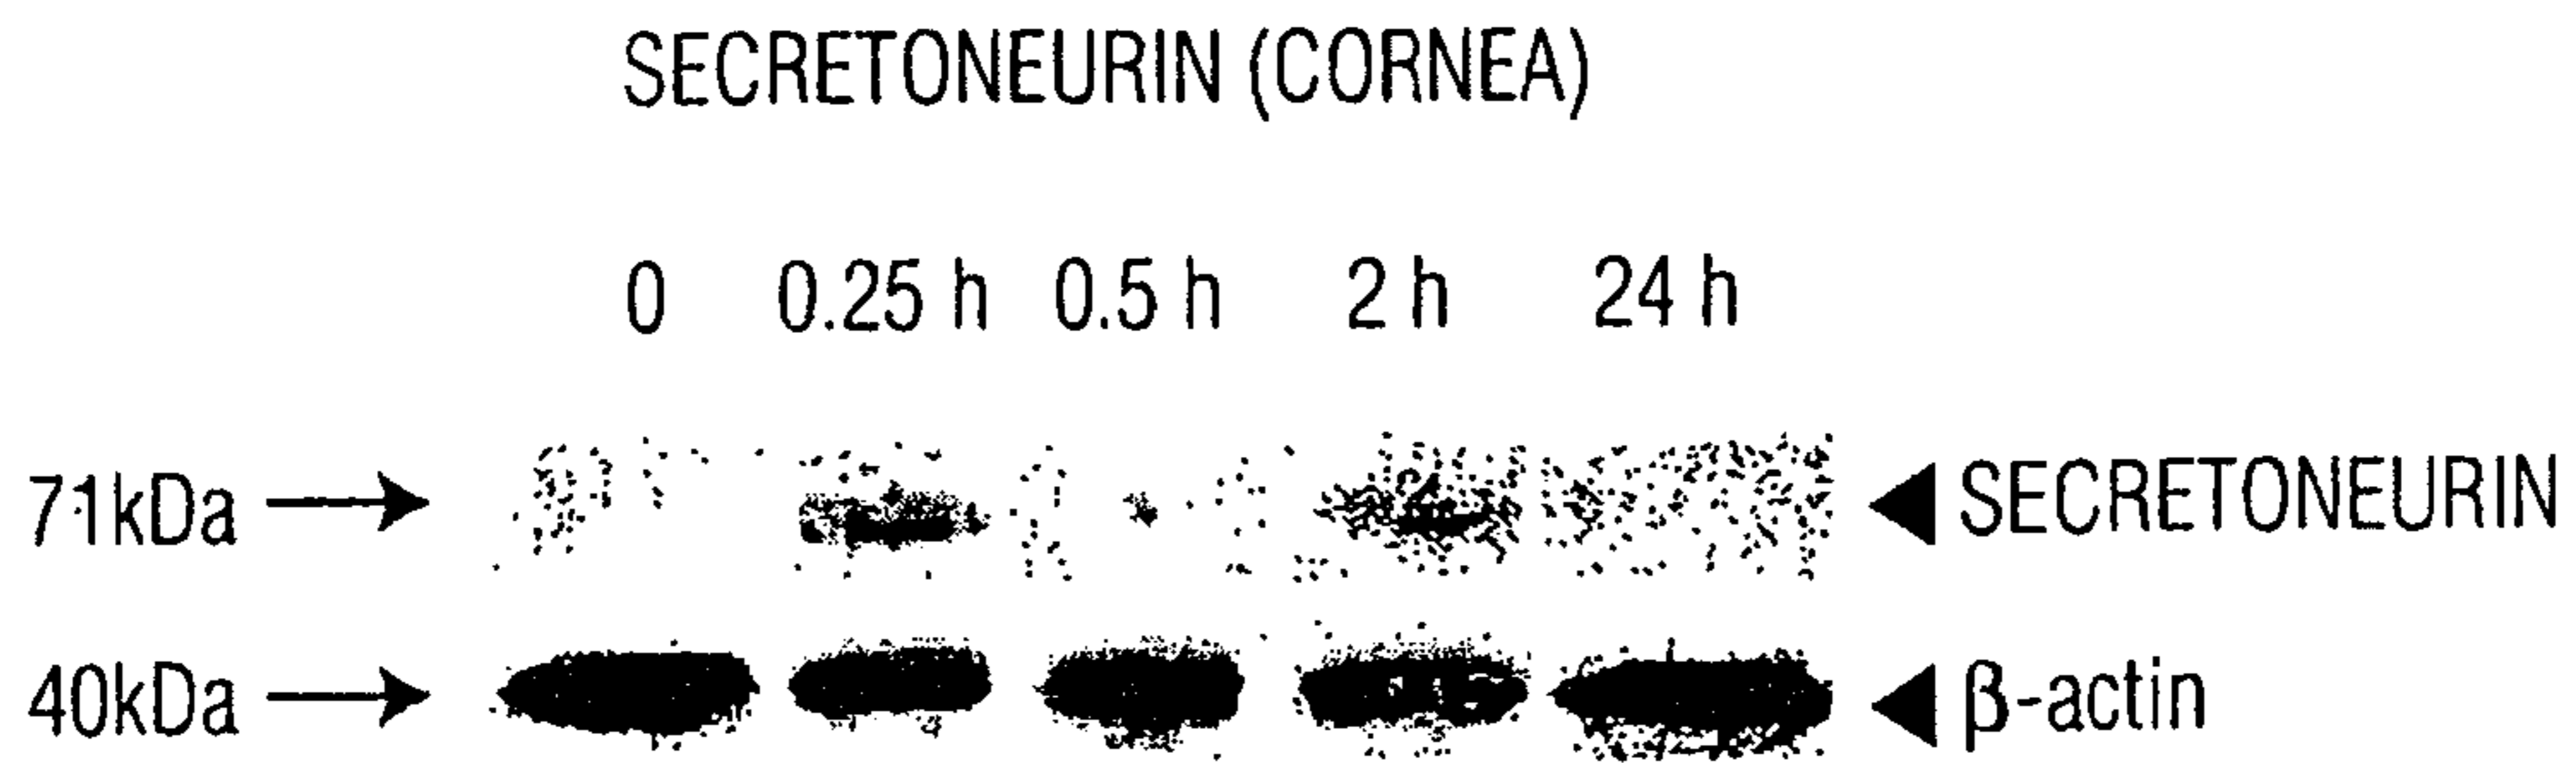 SECRETONEURIN (CORNEA)
0 0.25 h 0.5 h 2 h 24 h
71kDa SECRETONEURIN
40kDa β-actin